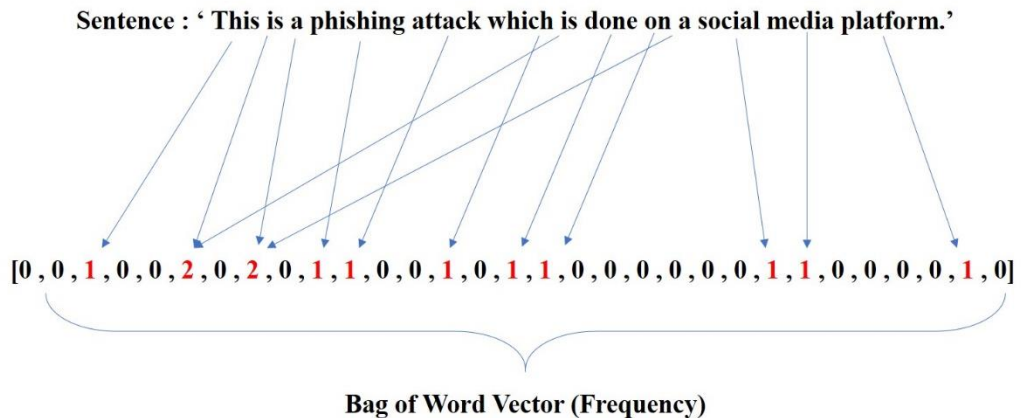 Sentence : ‘ This is a phishing attack which is done on a social media platform.’
[0 , 0 , 1 , 0 , 0 , 2 , 0 , 2 , 0 , 1 , 1 , 0 , 0 , 1 , 0 , 1 , 1 , 0 , 0 , 0 , 0 , 0 , 0 , 1 , 1 , 0 , 0 , 0 , 0 , 1 , 0]
Bag of Word Vector (Frequency)